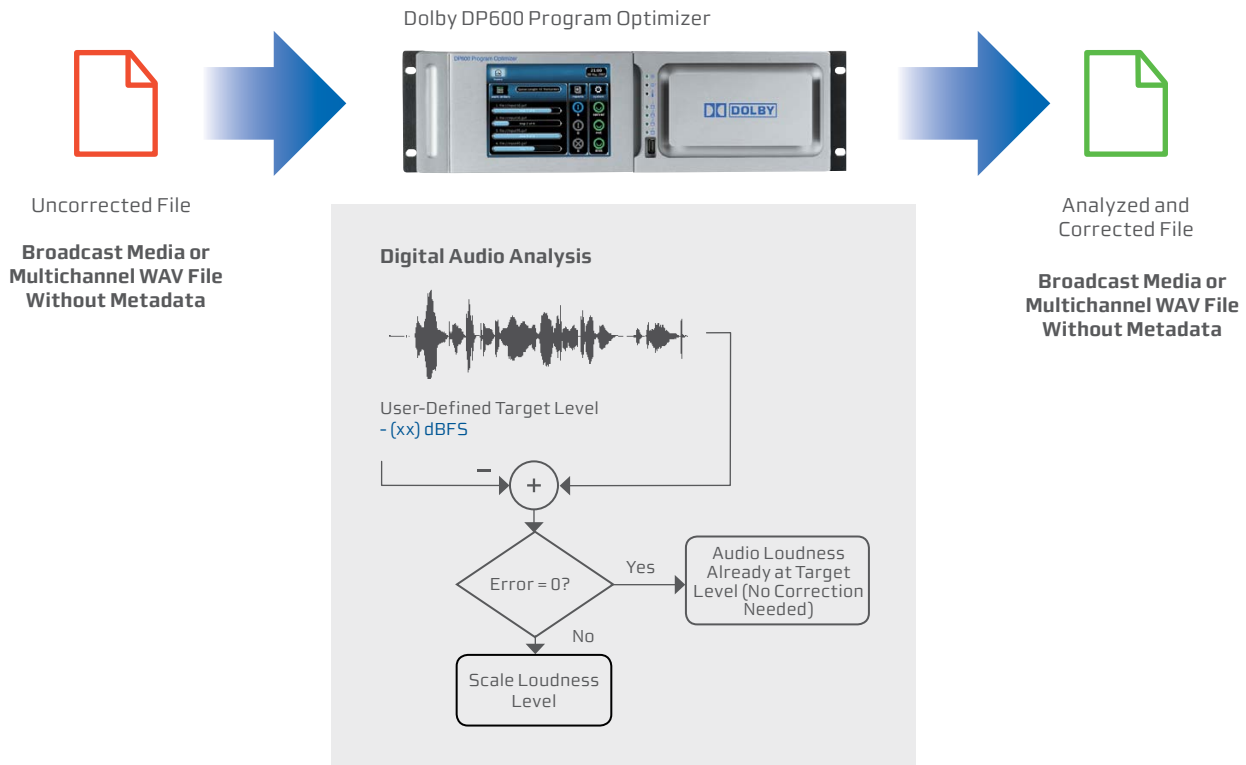 Dolby DP600 Program Optimizer
DP600 Program Optimizer
DOLBY
Uncorrected File
Broadcast Media or
Multichannel WAV File
Without Metadata
Analyzed and
Corrected File
Broadcast Media or
Multichannel WAV File
Without Metadata
Digital Audio Analysis
User-Defined Target Level
- (xx) dBFS
−
+
Error = 0?
Yes
Audio Loudness
Already at Target
Level (No Correction
Needed)
No
Scale Loudness
Level